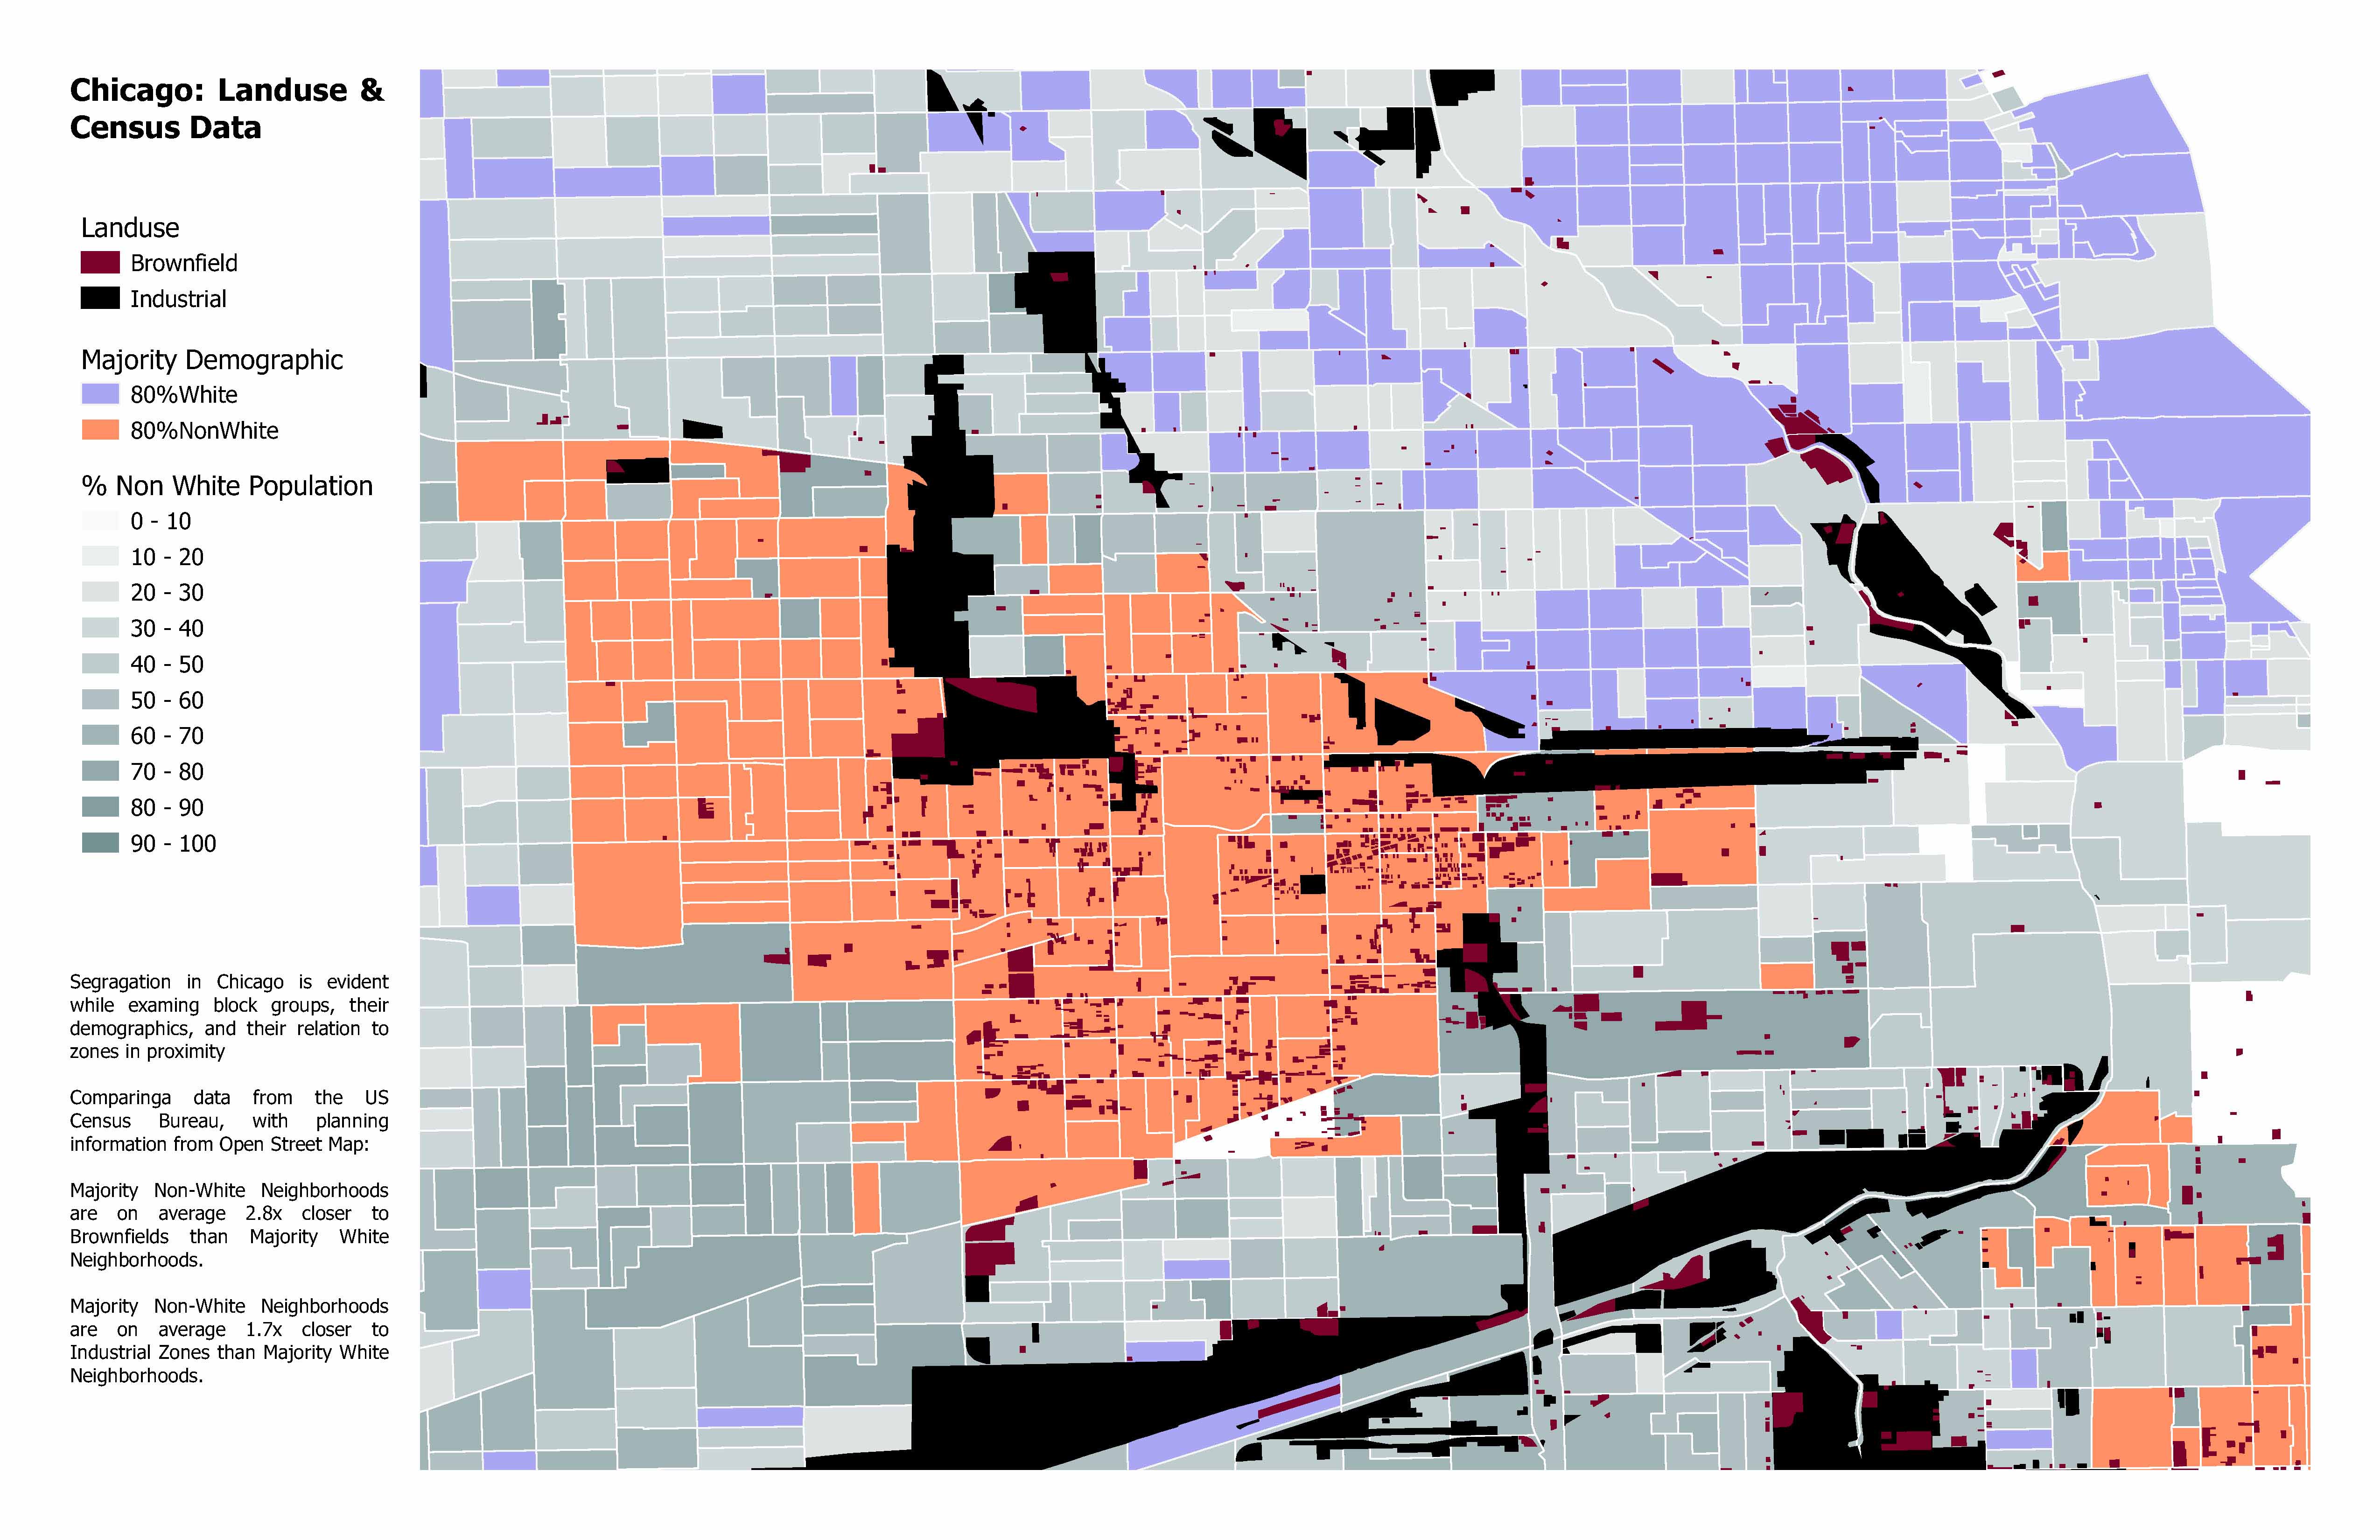 Chicago: Landuse &
Census Data
Landuse
Brownfield
Industrial
Majority Demographic
80%White
80%NonWhite
% Non White Population
0 - 10
10 - 20
20 - 30
30 - 40
40 - 50
50 - 60
60 - 70
70 - 80
80 - 90
90 - 100
Segragation in Chicago is evident
while examing block groups, their
demographics, and their relation to
zones in proximity
Comparinga data from the US
Census Bureau, with planning
information from Open Street Map:
Majority Non-White Neighborhoods
are on average 2.8x closer to
Brownfields than Majority White
Neighborhoods.
Majority Non-White Neighborhoods
are on average 1.7x closer to
Industrial Zones than Majority White
Neighborhoods.